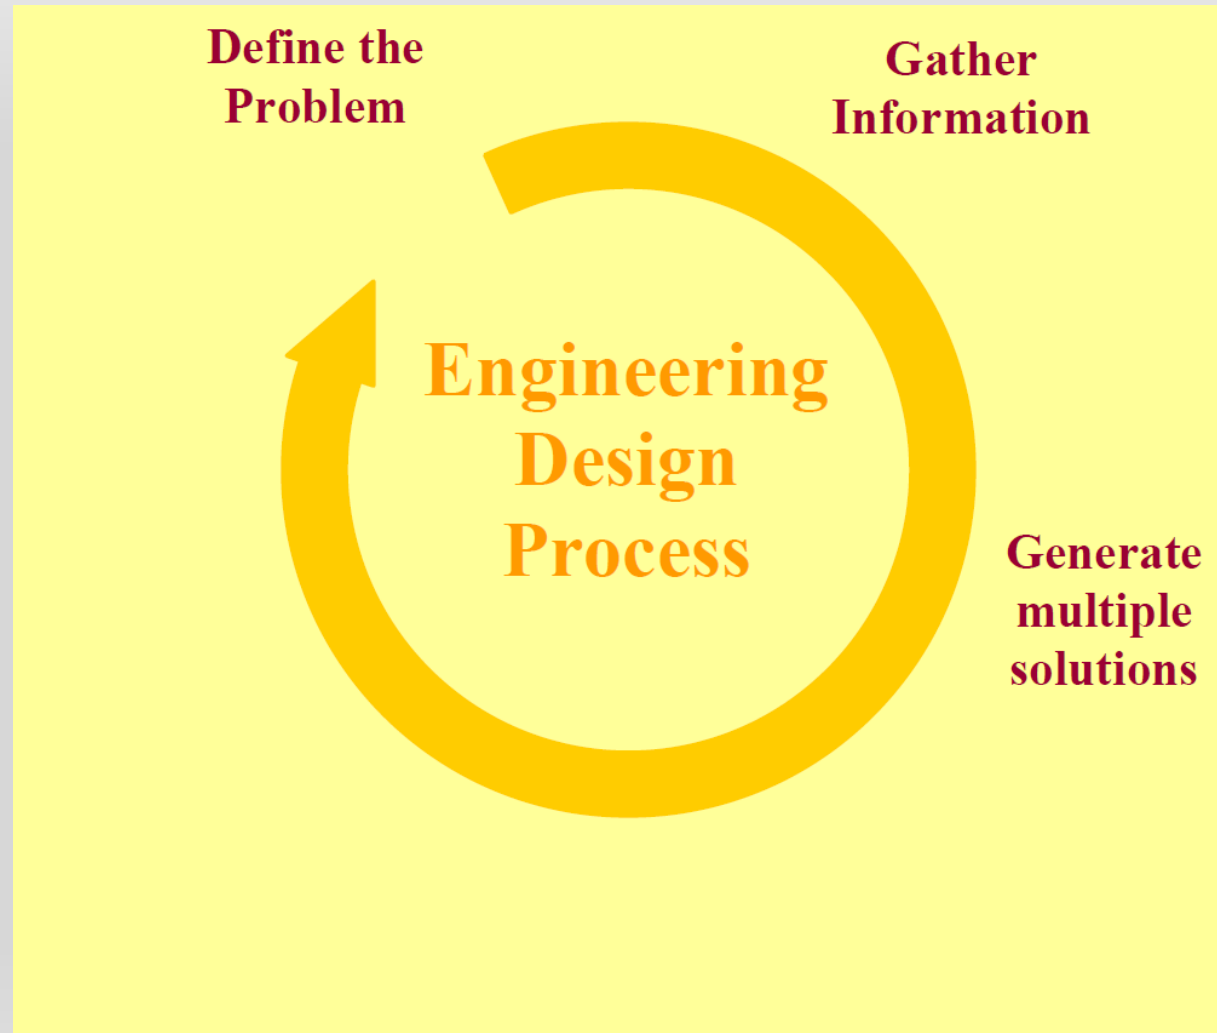 Define the
Problem
Gather
Information
Engineering
Design
Process
Generate
multiple
solutions